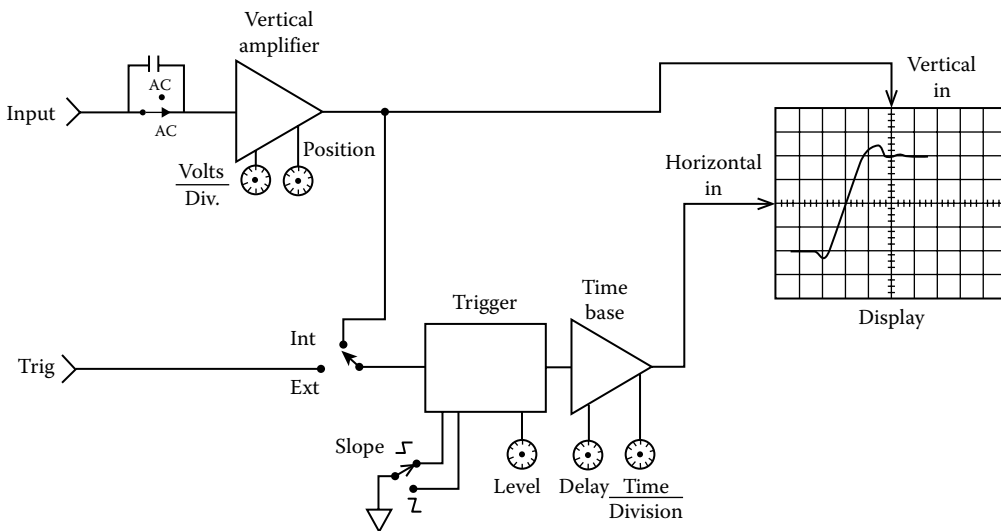 Vertical
amplifier
Vertical
in
AC
Input
AC
Position
Volts
Div.
Horizontal
in
Display
Trigger
Time
base
Int
Trig
Ext
Slope
Level
Delay
Time
Division